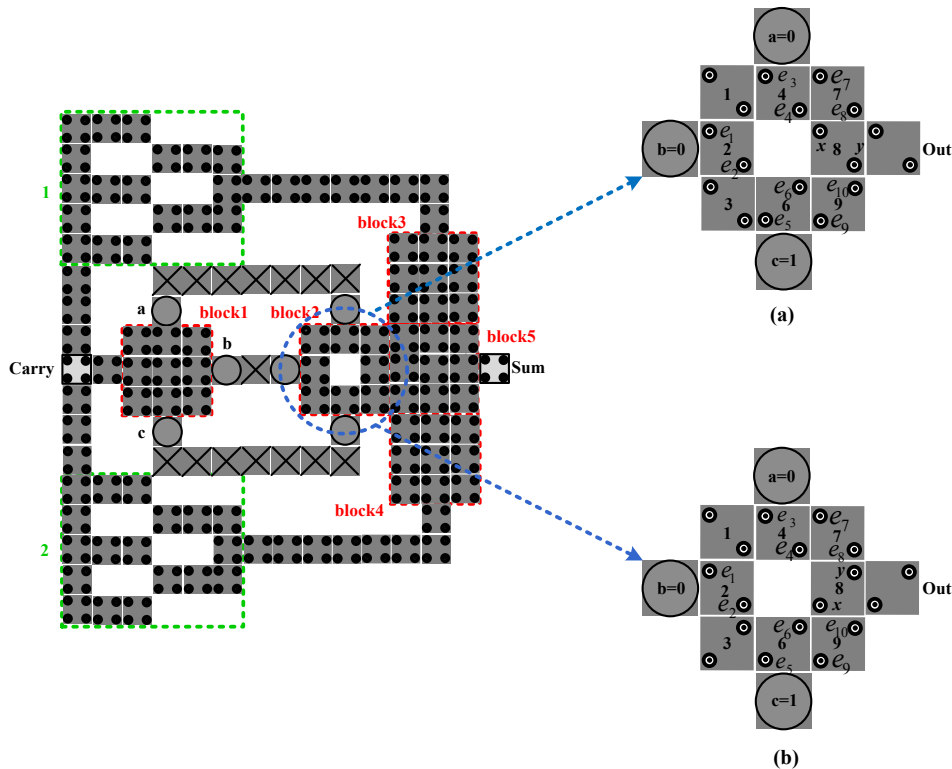 1
block3
a
block1
block2
b
block5
Carry
Sum
c
block4
2
a=0
1
e3
4
e4
e7
7
e8
b=0
e1
2
e2
x
8
y
Out
3
e6
6
e5
e10
9
e9
c=1
(a)
a=0
1
e3
4
e4
e7
7
e8
b=0
e1
2
e2
y
8
x
Out
3
e6
6
e5
e10
9
e9
c=1
(b)